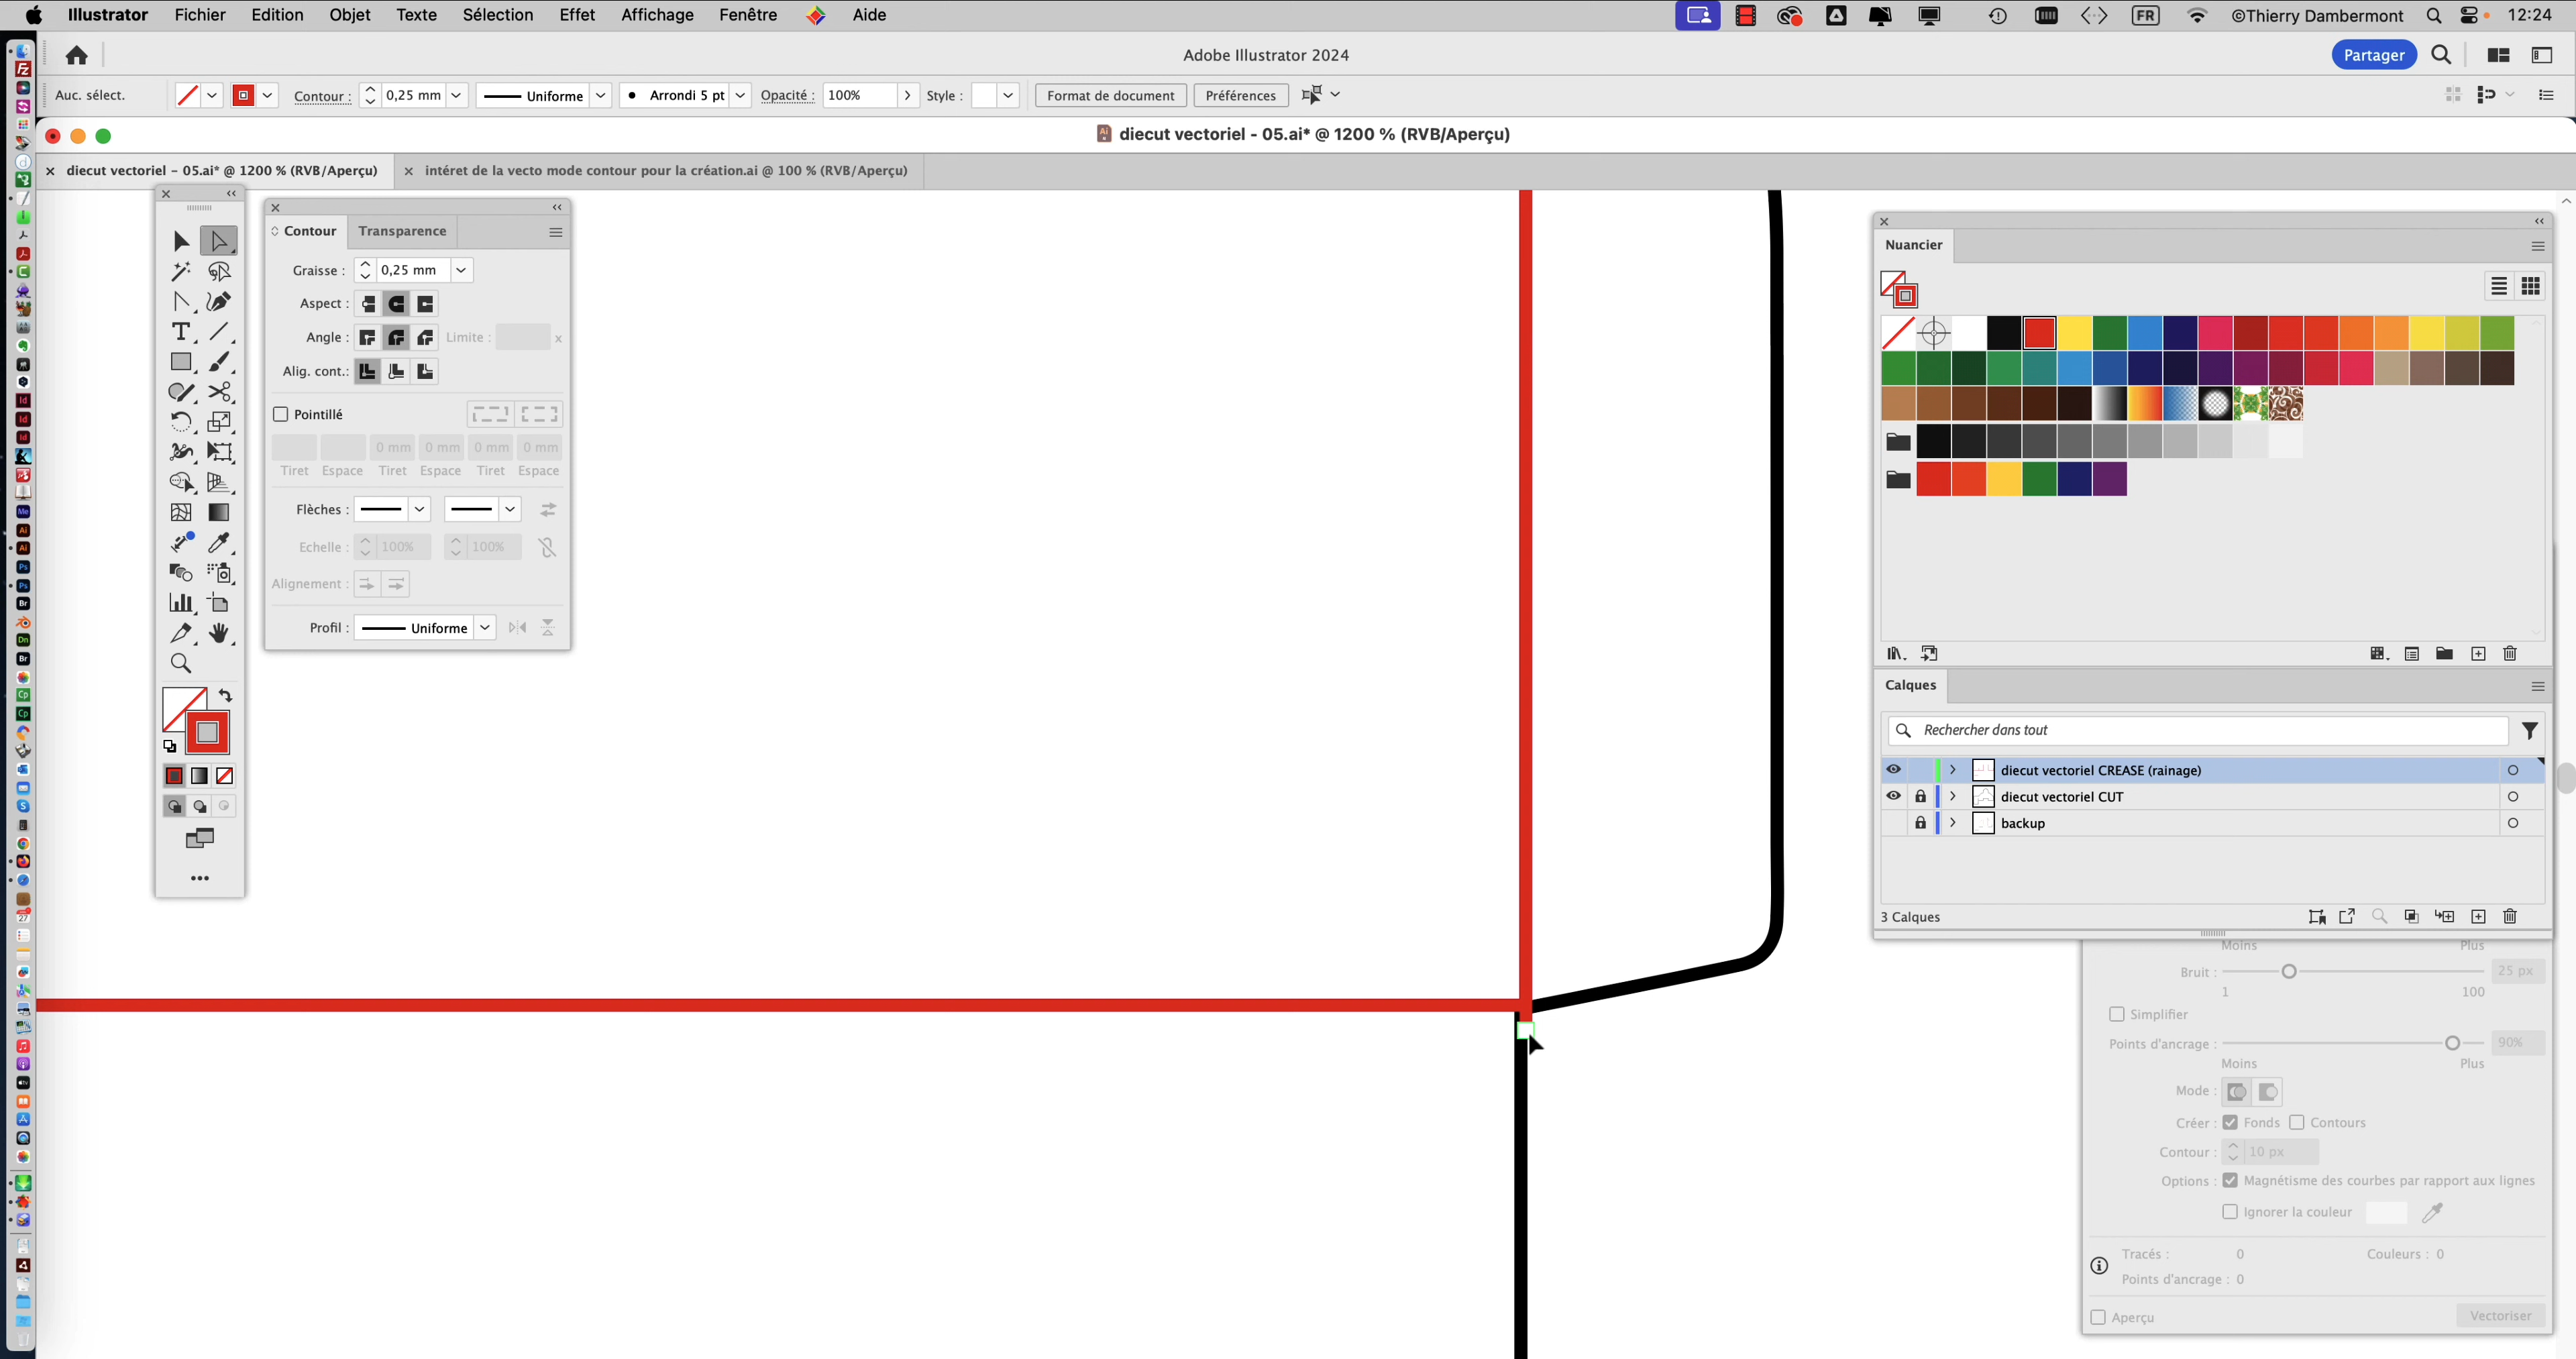 Illustrator Fichier Edition Objet Texte Sélection Effet Affichage Fenêtre Aide
FR ©Thierry Dambermont 12:24
Adobe Illustrator 2024
Partager
Auc. sélect. Contour : 0,25 mm Uniforme Arrondi 5 pt Opacité : 100% Style : Format de document Préférences
diecut vectoriel - 05.ai* @ 1200 % (RVB/Aperçu)
diecut vectoriel - 05.ai* @ 1200 % (RVB/Aperçu)
intéret de la vecto mode contour pour la création.ai @ 100 % (RVB/Aperçu)
Contour Transparence
Graisse : 0,25 mm
Aspect :
Angle : Limite : x
Alig. cont.:
Pointillé
0 mm 0 mm 0 mm 0 mm
Tiret Espace Tiret Espace Tiret Espace
Flèches :
Echelle : 100% 100%
Alignement :
Profil : Uniforme
Nuancier
Calques
Rechercher dans tout
diecut vectoriel CREASE (rainage)
diecut vectoriel CUT
backup
3 Calques
Moins Plus
Bruit : 25 px
1 100
Simplifier
Points d'ancrage : 90%
Moins Plus
Mode :
Créer : Fonds Contours
Contour : 10 px
Options : Magnétisme des courbes par rapport aux lignes
Ignorer la couleur
Tracés : 0 Couleurs : 0
Points d'ancrage : 0
Aperçu Vectoriser